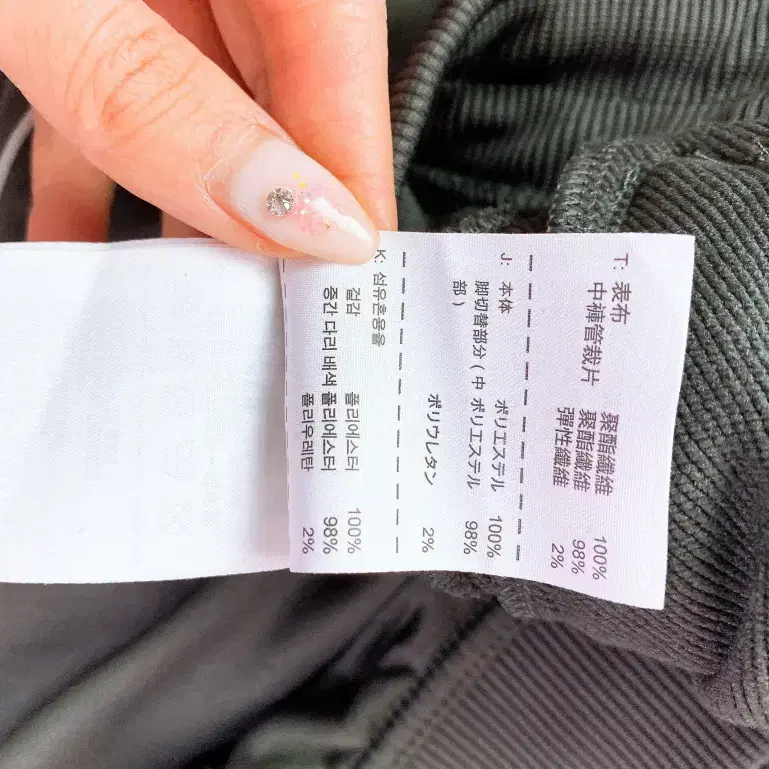 T: 表布 聚酯纖維 100%
中褲管裁片 聚酯纖維 98%
彈性纖維 2%
J: 本体 ポリエステル 100%
脚切替部分(中 ポリエステル 98%
部)
ポリウレタン 2%
K: 섬유혼용율
겉감 폴리에스터 100%
중간 다리 배색 폴리에스터 98%
폴리우레탄 2%